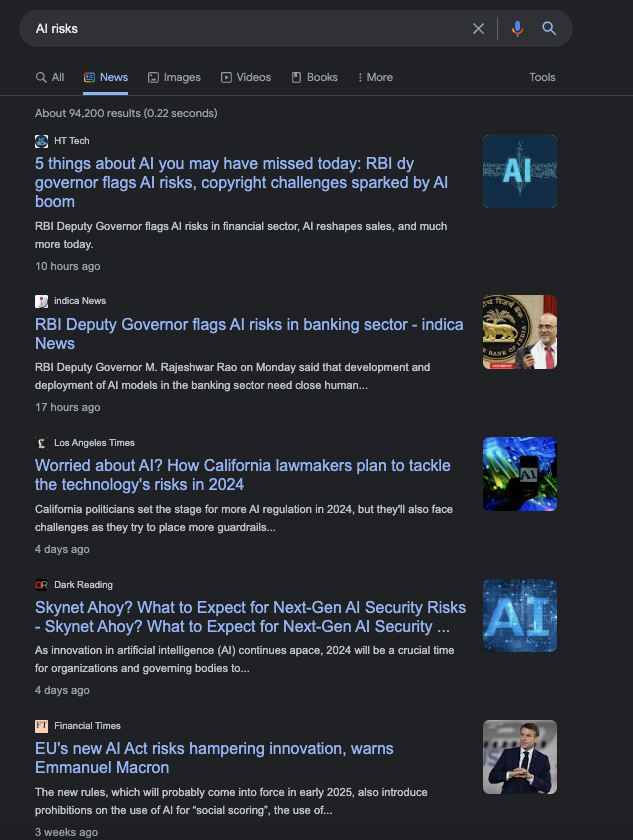 AI risks
All
News
Images
Videos
Books
More
Tools
About 94,200 results (0.22 seconds)
HT Tech
5 things about AI you may have missed today: RBI dy
governor flags AI risks, copyright challenges sparked by AI
boom
RBI Deputy Governor flags AI risks in financial sector, AI reshapes sales, and much
more today.
10 hours ago
AI
indica News
RBI Deputy Governor flags AI risks in banking sector - indica
News
RBI Deputy Governor M. Rajeshwar Rao on Monday said that development and
deployment of AI models in the banking sector need close human...
17 hours ago
Los Angeles Times
Worried about AI? How California lawmakers plan to tackle
the technology's risks in 2024
California politicians set the stage for more AI regulation in 2024, but they'll also face
challenges as they try to place more guardrails...
4 days ago
AI
DR Dark Reading
Skynet Ahoy? What to Expect for Next-Gen AI Security Risks
- Skynet Ahoy? What to Expect for Next-Gen AI Security ...
As innovation in artificial intelligence (AI) continues apace, 2024 will be a crucial time
for organizations and governing bodies to...
4 days ago
AI
FT Financial Times
EU's new AI Act risks hampering innovation, warns
Emmanuel Macron
The new rules, which will probably come into force in early 2025, also introduce
prohibitions on the use of AI for “social scoring”, the use of...
3 weeks ago